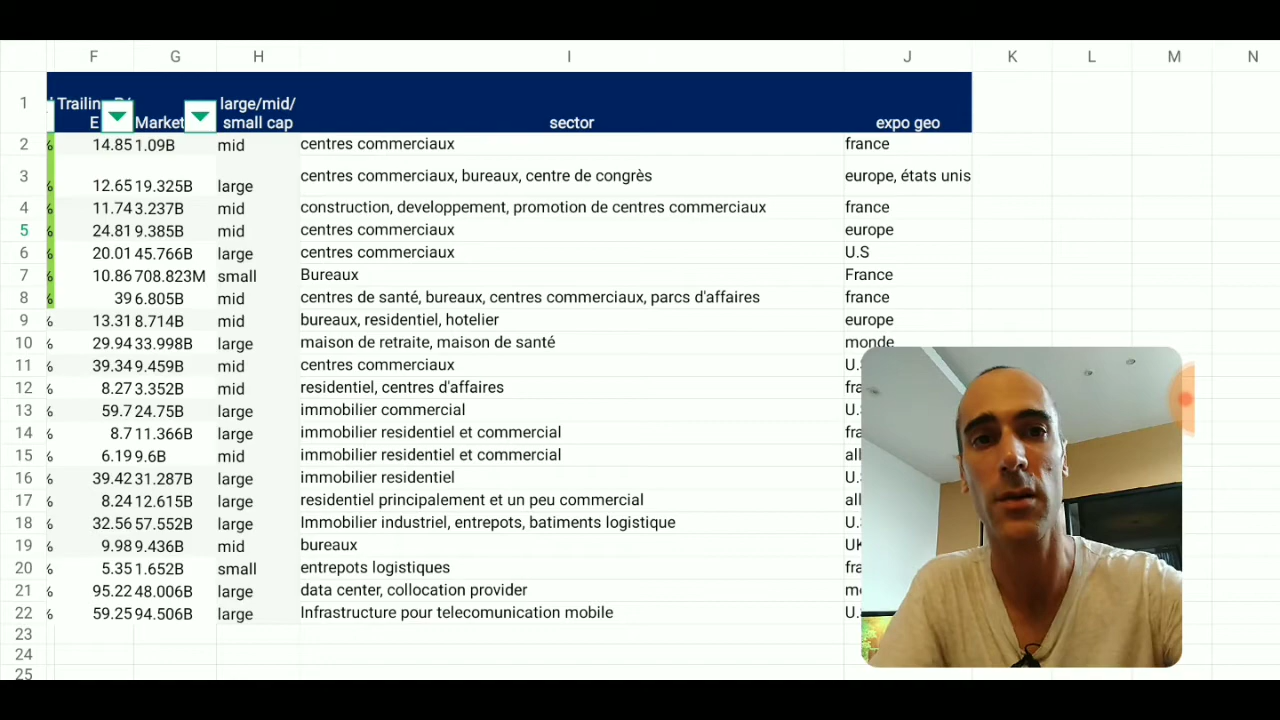 F G H I J K L M N
1 large/mid/ small cap Market sector expo geo
2 14.85 1.09B mid centres commerciaux france
3 12.65 19.325B large centres commerciaux, bureaux, centre de congrès europe, états unis
4 11.74 3.237B mid construction, developpement, promotion de centres commerciaux france
5 24.81 9.385B mid centres commerciaux europe
6 20.01 45.766B large centres commerciaux U.S
7 10.86 708.823M small Bureaux France
8 39 6.805B mid centres de santé, bureaux, centres commerciaux, parcs d'affaires france
9 13.31 8.714B mid bureaux, residentiel, hotelier europe
10 29.94 33.998B large maison de retraite, maison de santé monde
11 39.34 9.459B mid centres commerciaux
12 8.27 3.352B mid residentiel, centres d'affaires
13 59.7 24.75B large immobilier commercial
14 8.7 11.366B large immobilier residentiel et commercial
15 6.19 9.6B mid immobilier residentiel et commercial
16 39.42 31.287B large immobilier residentiel
17 8.24 12.615B large residentiel principalement et un peu commercial
18 32.56 57.552B large Immobilier industriel, entrepots, batiments logistique
19 9.98 9.436B mid bureaux UK
20 5.35 1.652B small entrepots logistiques
21 95.22 48.006B large data center, collocation provider
22 59.25 94.506B large Infrastructure pour telecomunication mobile
23
24
25